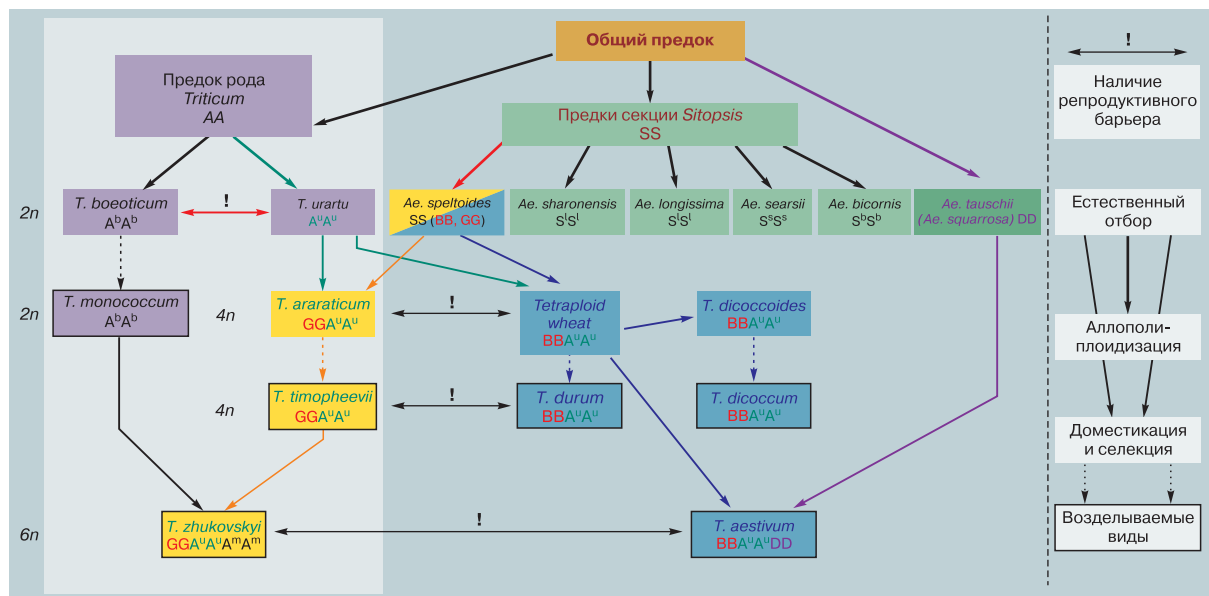 Общий предок
!
Предок рода
Triticum
AA
Наличие
репродуктивного
барьера
Предки секции Sitopsis
SS
2n
T. boeoticum
AᵇAᵇ
!
T. urartu
AᵘAᵘ
Ae. speltoides
SS (BB, GG)
Ae. sharonensis
SˡSˡ
Ae. longissima
SˡSˡ
Ae. searsii
SˢSˢ
Ae. bicornis
SᵇSᵇ
Ae. tauschii
(Ae. squarrosa) DD
Естественный
отбор
2n
T. monococcum
AᵇAᵇ
4n
T. araraticum
GGAᵘAᵘ
!
Tetraploid
wheat
BBAᵘAᵘ
T. dicoccoides
BBAᵘAᵘ
Аллополи-
плоидизация
4n
T. timopheevii
GGAᵘAᵘ
!
T. durum
BBAᵘAᵘ
T. dicoccum
BBAᵘAᵘ
Доместикация
и селекция
6n
T. zhukovskyi
GGAᵘAᵘAᵐAᵐ
!
T. aestivum
BBAᵘAᵘDD
Возделываемые
виды